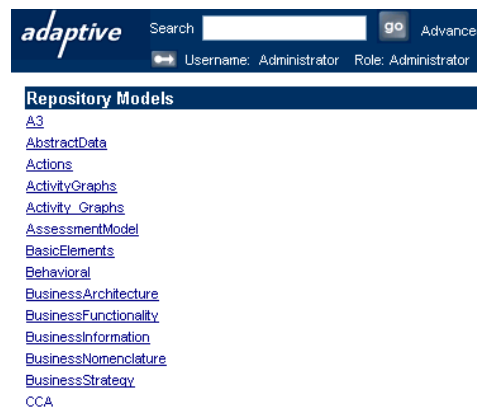 adaptive Search go Advance
Username: Administrator Role: Administrator
Repository Models
A3
AbstractData
Actions
ActivityGraphs
Activity_Graphs
AssessmentModel
BasicElements
Behavioral
BusinessArchitecture
BusinessFunctionality
BusinessInformation
BusinessNomenclature
BusinessStrategy
CCA